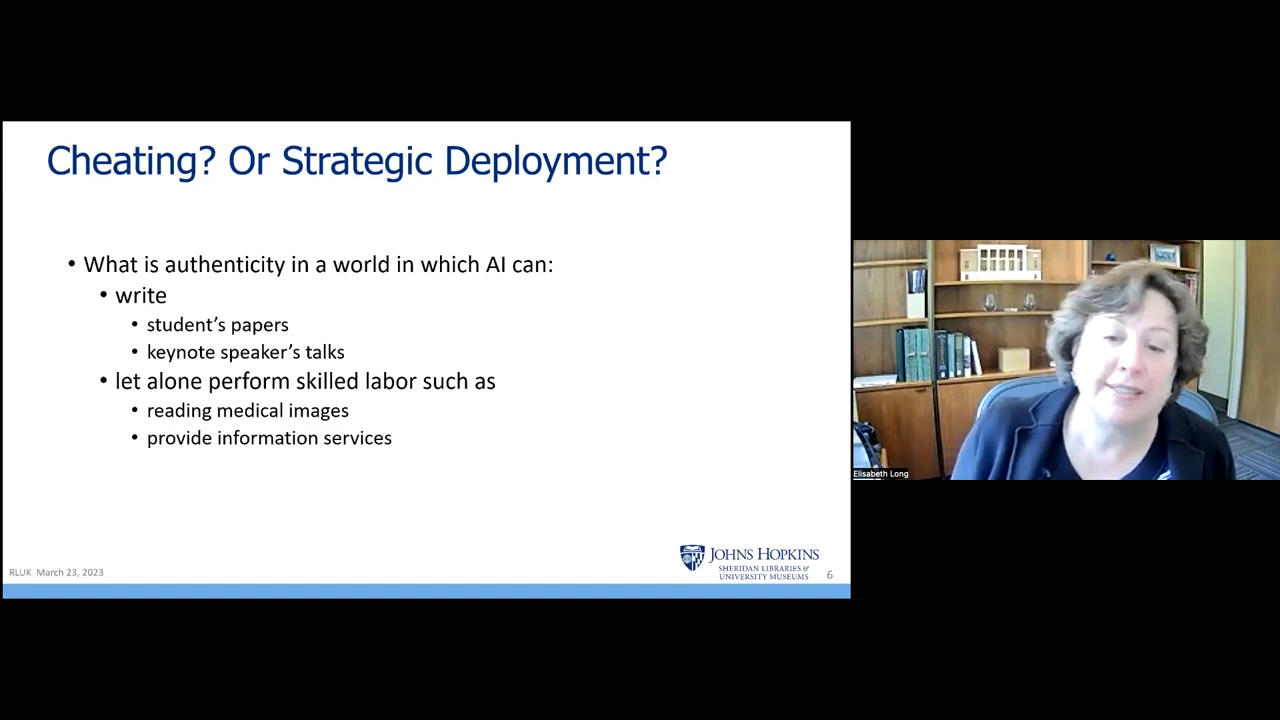 Cheating? Or Strategic Deployment?
• What is authenticity in a world in which AI can:
• write
• student’s papers
• keynote speaker’s talks
• let alone perform skilled labor such as
• reading medical images
• provide information services
RLUK March 23, 2023
JOHNS HOPKINS
SHERIDAN LIBRARIES &
UNIVERSITY MUSEUMS
6
Elisabeth Long